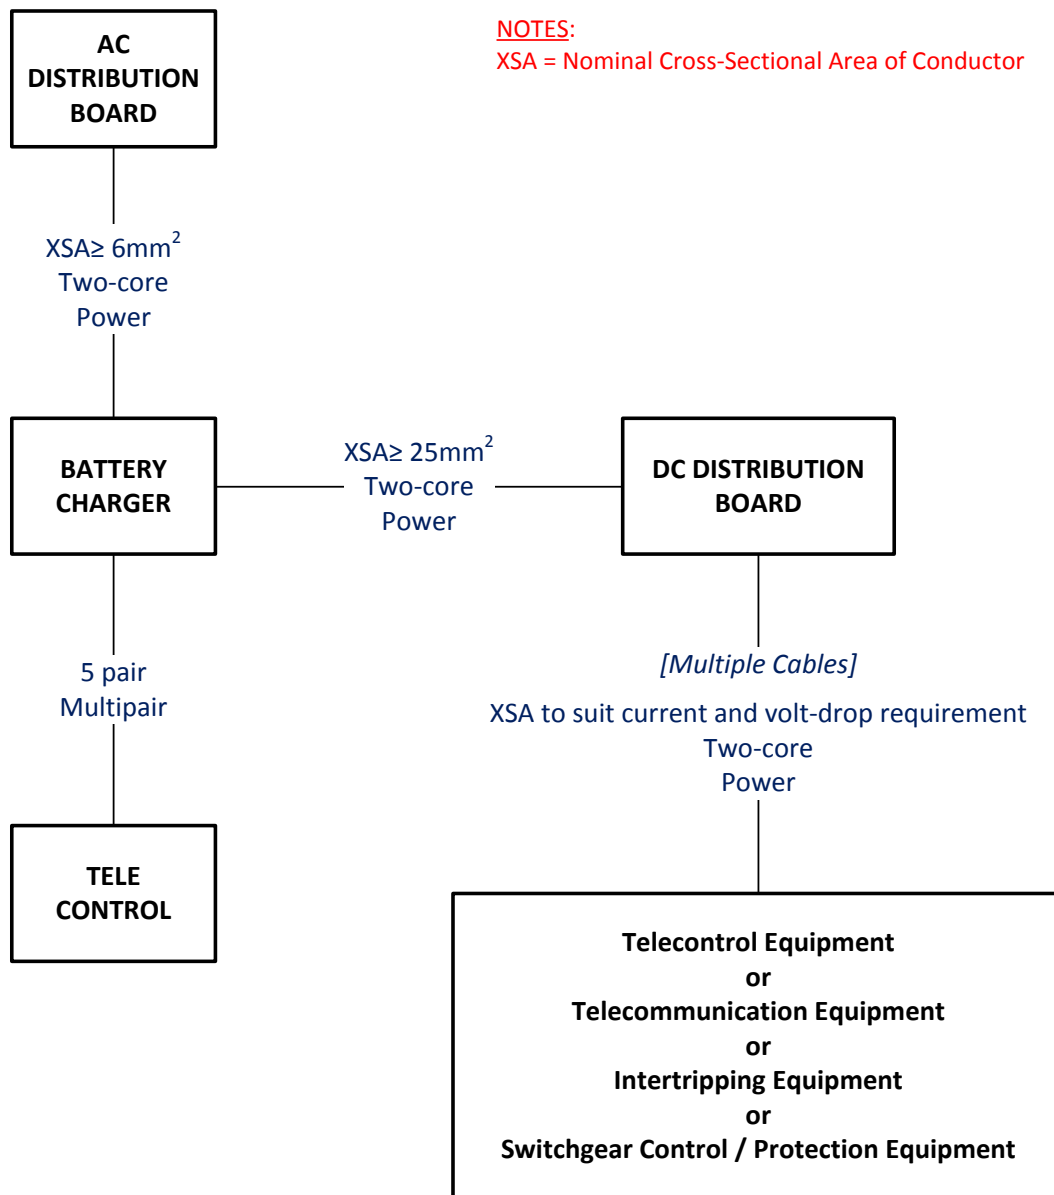 AC
DISTRIBUTION
BOARD
NOTES:
XSA = Nominal Cross-Sectional Area of Conductor
XSA≥ 6mm²
Two-core
Power
BATTERY
CHARGER
XSA≥ 25mm²
Two-core
Power
DC DISTRIBUTION
BOARD
5 pair
Multipair
[Multiple Cables]
XSA to suit current and volt-drop requirement
Two-core
Power
TELE
CONTROL
Telecontrol Equipment
or
Telecommunication Equipment
or
Intertripping Equipment
or
Switchgear Control / Protection Equipment